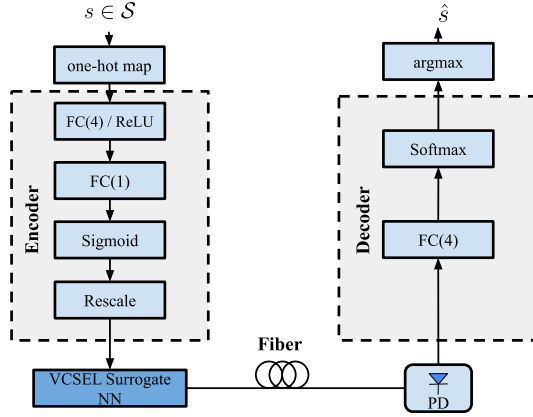 s ∈ 𝒮
one-hot map
FC(4) / ReLU
FC(1)
Sigmoid
Rescale
Encoder
VCSEL Surrogate
NN
Fiber
PD
FC(4)
Softmax
Decoder
argmax
ŝ